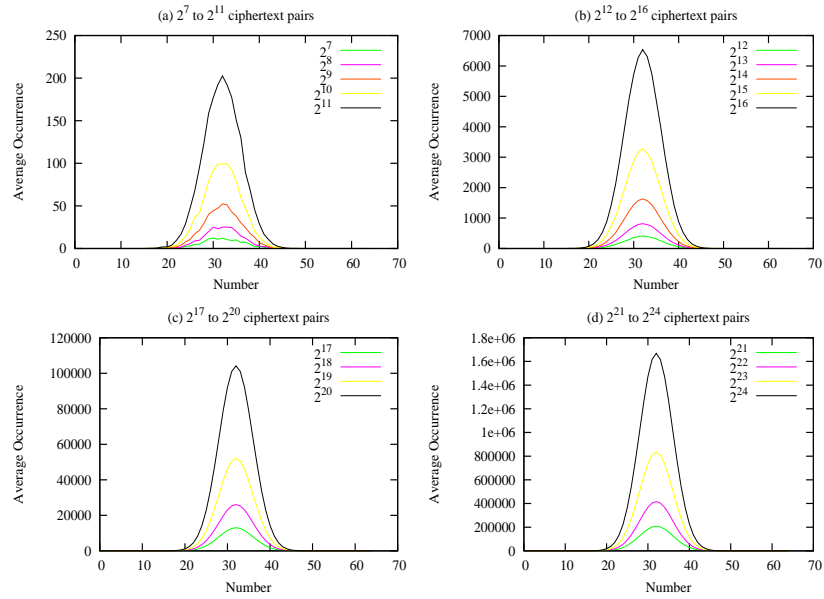 (a) 2^7 to 2^11 ciphertext pairs
250
200
150
100
50
0
0 10 20 30 40 50 60 70
Average Occurrence
Number
2^7
2^8
2^9
2^10
2^11
(b) 2^12 to 2^16 ciphertext pairs
7000
6000
5000
4000
3000
2000
1000
0
0 10 20 30 40 50 60 70
Average Occurrence
Number
2^12
2^13
2^14
2^15
2^16
(c) 2^17 to 2^20 ciphertext pairs
120000
100000
80000
60000
40000
20000
0
0 10 20 30 40 50 60 70
Average Occurrence
Number
2^17
2^18
2^19
2^20
(d) 2^21 to 2^24 ciphertext pairs
1.8e+06
1.6e+06
1.4e+06
1.2e+06
1e+06
800000
600000
400000
200000
0
0 10 20 30 40 50 60 70
Average Occurrence
Number
2^21
2^22
2^23
2^24